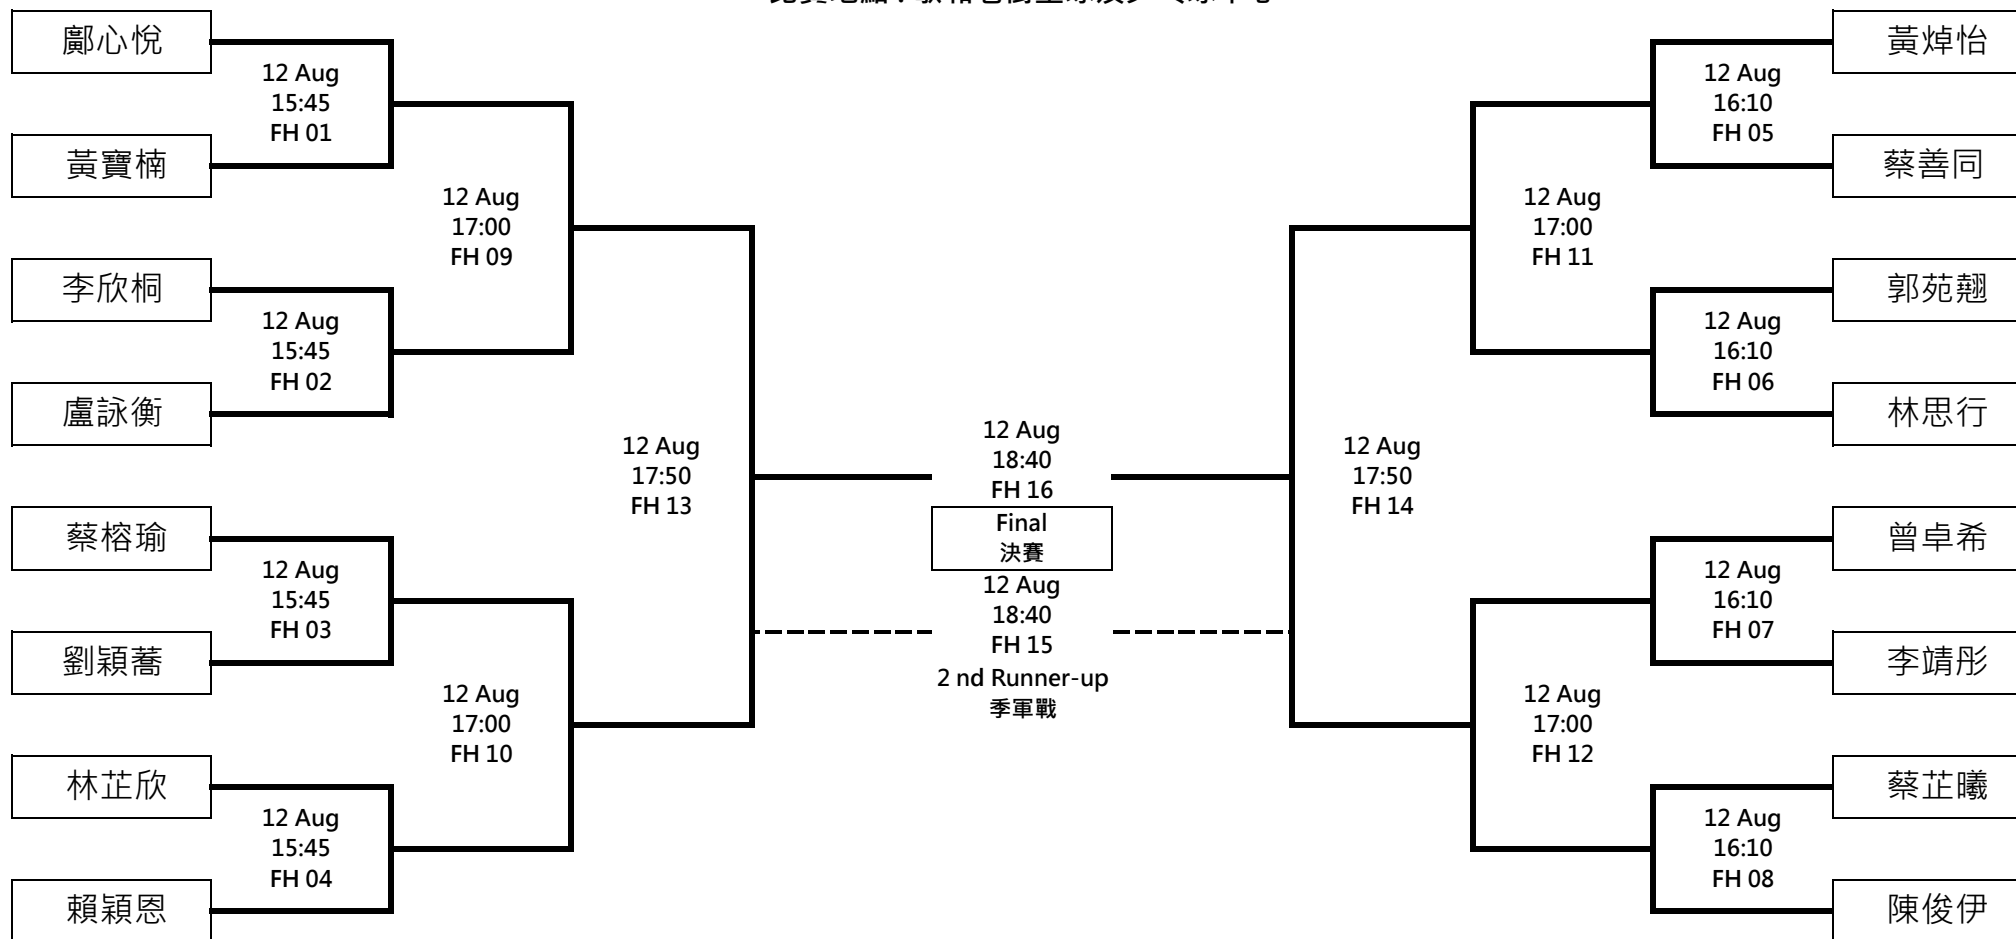 鄺心悅
12 Aug
15:45
FH 01
黃寶楠
12 Aug
17:00
FH 09
李欣桐
12 Aug
15:45
FH 02
盧詠衡
12 Aug
17:50
FH 13
蔡榕瑜
12 Aug
15:45
FH 03
劉穎蕎
12 Aug
17:00
FH 10
林芷欣
12 Aug
15:45
FH 04
賴穎恩
12 Aug
18:40
FH 16
Final
決賽
12 Aug
18:40
FH 15
2 nd Runner-up
季軍戰
黃焯怡
12 Aug
16:10
FH 05
蔡善同
12 Aug
17:00
FH 11
郭苑翹
12 Aug
16:10
FH 06
林思行
12 Aug
17:50
FH 14
曾卓希
12 Aug
16:10
FH 07
李靖彤
12 Aug
17:00
FH 12
蔡芷曦
12 Aug
16:10
FH 08
陳俊伊